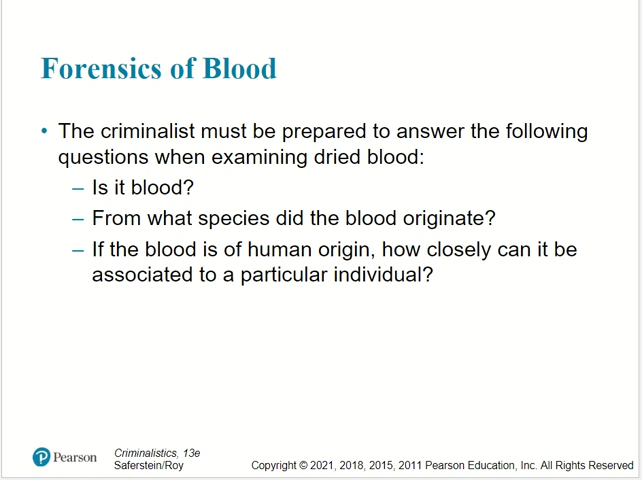 Forensics of Blood
• The criminalist must be prepared to answer the following
questions when examining dried blood:
– Is it blood?
– From what species did the blood originate?
– If the blood is of human origin, how closely can it be
associated to a particular individual?
Pearson
Criminalistics, 13e
Saferstein/Roy
Copyright © 2021, 2018, 2015, 2011 Pearson Education, Inc. All Rights Reserved